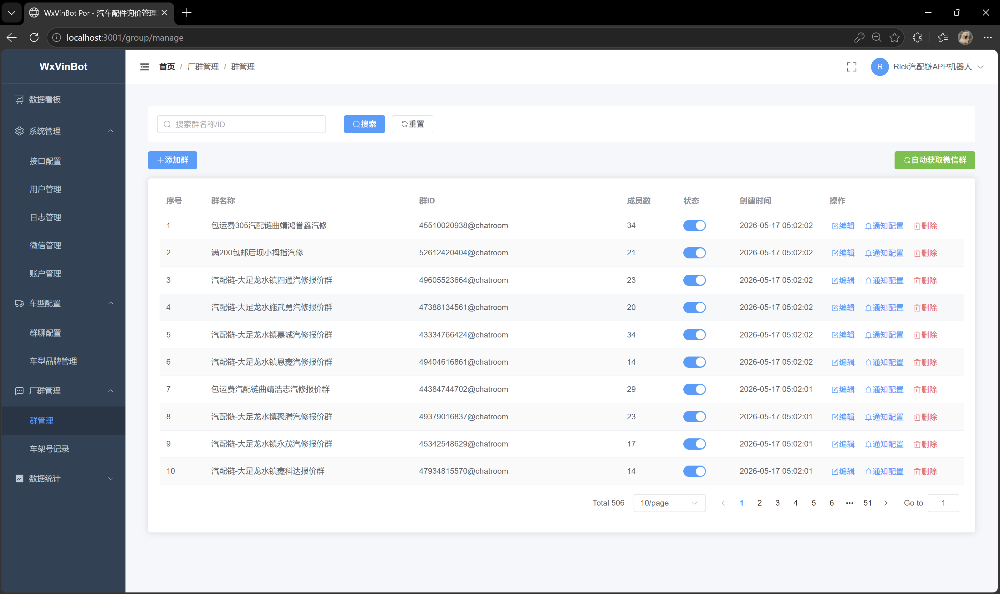 WxVinBot Por - 汽车配件询价管理
localhost:3001/group/manage
WxVinBot
首页 / 厂群管理 / 群管理
R Rick汽配链APP机器人
数据看板
系统管理
接口配置
用户管理
日志管理
微信管理
账户管理
车型配置
群聊配置
车型品牌管理
厂群管理
群管理
车架号记录
数据统计
搜索群名称/ID 搜索 重置
添加群 自动获取微信群
序号 群名称 群ID 成员数 状态 创建时间 操作
1 包运费305汽配链曲靖鸿誉鑫汽修 45510020938@chatroom 34 2026-05-17 05:02:02 编辑 通知配置 删除
2 满200包邮后坝小拇指汽修 52612420404@chatroom 21 2026-05-17 05:02:02 编辑 通知配置 删除
3 汽配链-大足龙水镇四通汽修报价群 49605523664@chatroom 23 2026-05-17 05:02:02 编辑 通知配置 删除
4 汽配链-大足龙水施武勇汽修报价群 47388134561@chatroom 20 2026-05-17 05:02:02 编辑 通知配置 删除
5 汽配链-大足龙水镇嘉诚汽修报价群 43334766424@chatroom 34 2026-05-17 05:02:02 编辑 通知配置 删除
6 汽配链-大足龙水镇恩鑫汽修报价群 49404616861@chatroom 14 2026-05-17 05:02:02 编辑 通知配置 删除
7 包运费汽配链曲靖浩志汽修报价群 44384744702@chatroom 29 2026-05-17 05:02:01 编辑 通知配置 删除
8 汽配链-大足龙水镇聚腾汽修报价群 49379016837@chatroom 23 2026-05-17 05:02:01 编辑 通知配置 删除
9 汽配链-大足龙水镇永茂汽修报价群 45342548629@chatroom 17 2026-05-17 05:02:01 编辑 通知配置 删除
10 汽配链-大足龙水镇鑫科达报价群 47934815570@chatroom 14 2026-05-17 05:02:01 编辑 通知配置 删除
Total 506 10/page 1 2 3 4 5 6 ••• 51 Go to 1